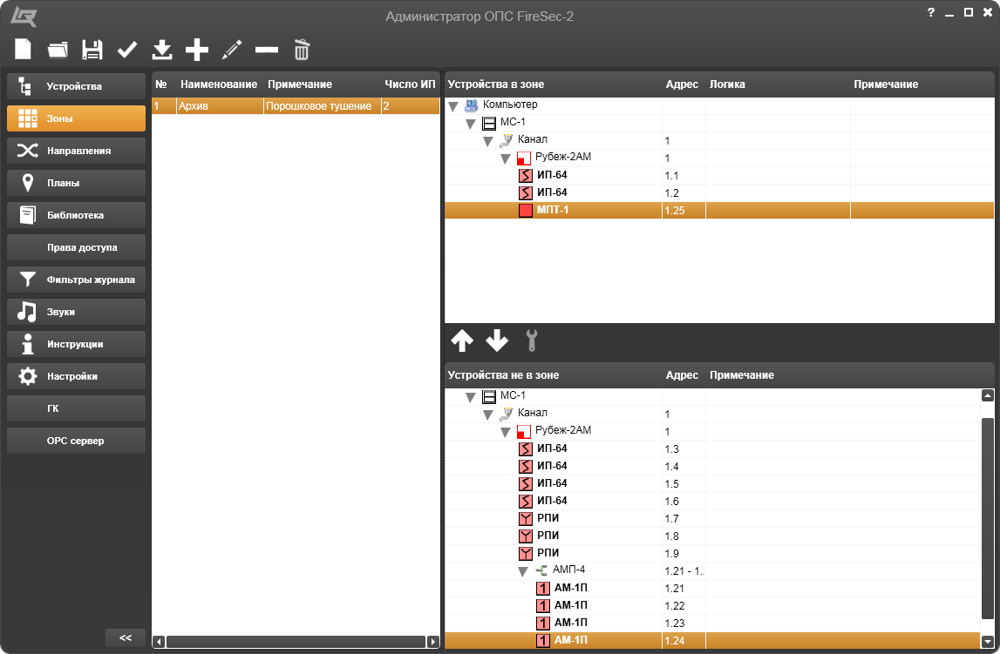 Администратор ОПС FireSec-2
?
Устройства
Зоны
Направления
Планы
Библиотека
Права доступа
Фильтры журнала
Звуки
Инструкции
Настройки
ГК
OPC сервер
<<
№ Наименование Примечание Число ИП
1 Архив Порошковое тушение 2
Устройства в зоне Адрес Логика Примечание
Компьютер
МС-1
Канал 1
Рубеж-2АМ 1
ИП-64 1.1
ИП-64 1.2
МПТ-1 1.25
Устройства не в зоне Адрес Примечание
МС-1
Канал 1
Рубеж-2АМ 1
ИП-64 1.3
ИП-64 1.4
ИП-64 1.5
ИП-64 1.6
РПИ 1.7
РПИ 1.8
РПИ 1.9
АМП-4 1.21 - 1.
1 АМ-1П 1.21
1 АМ-1П 1.22
1 АМ-1П 1.23
1 АМ-1П 1.24